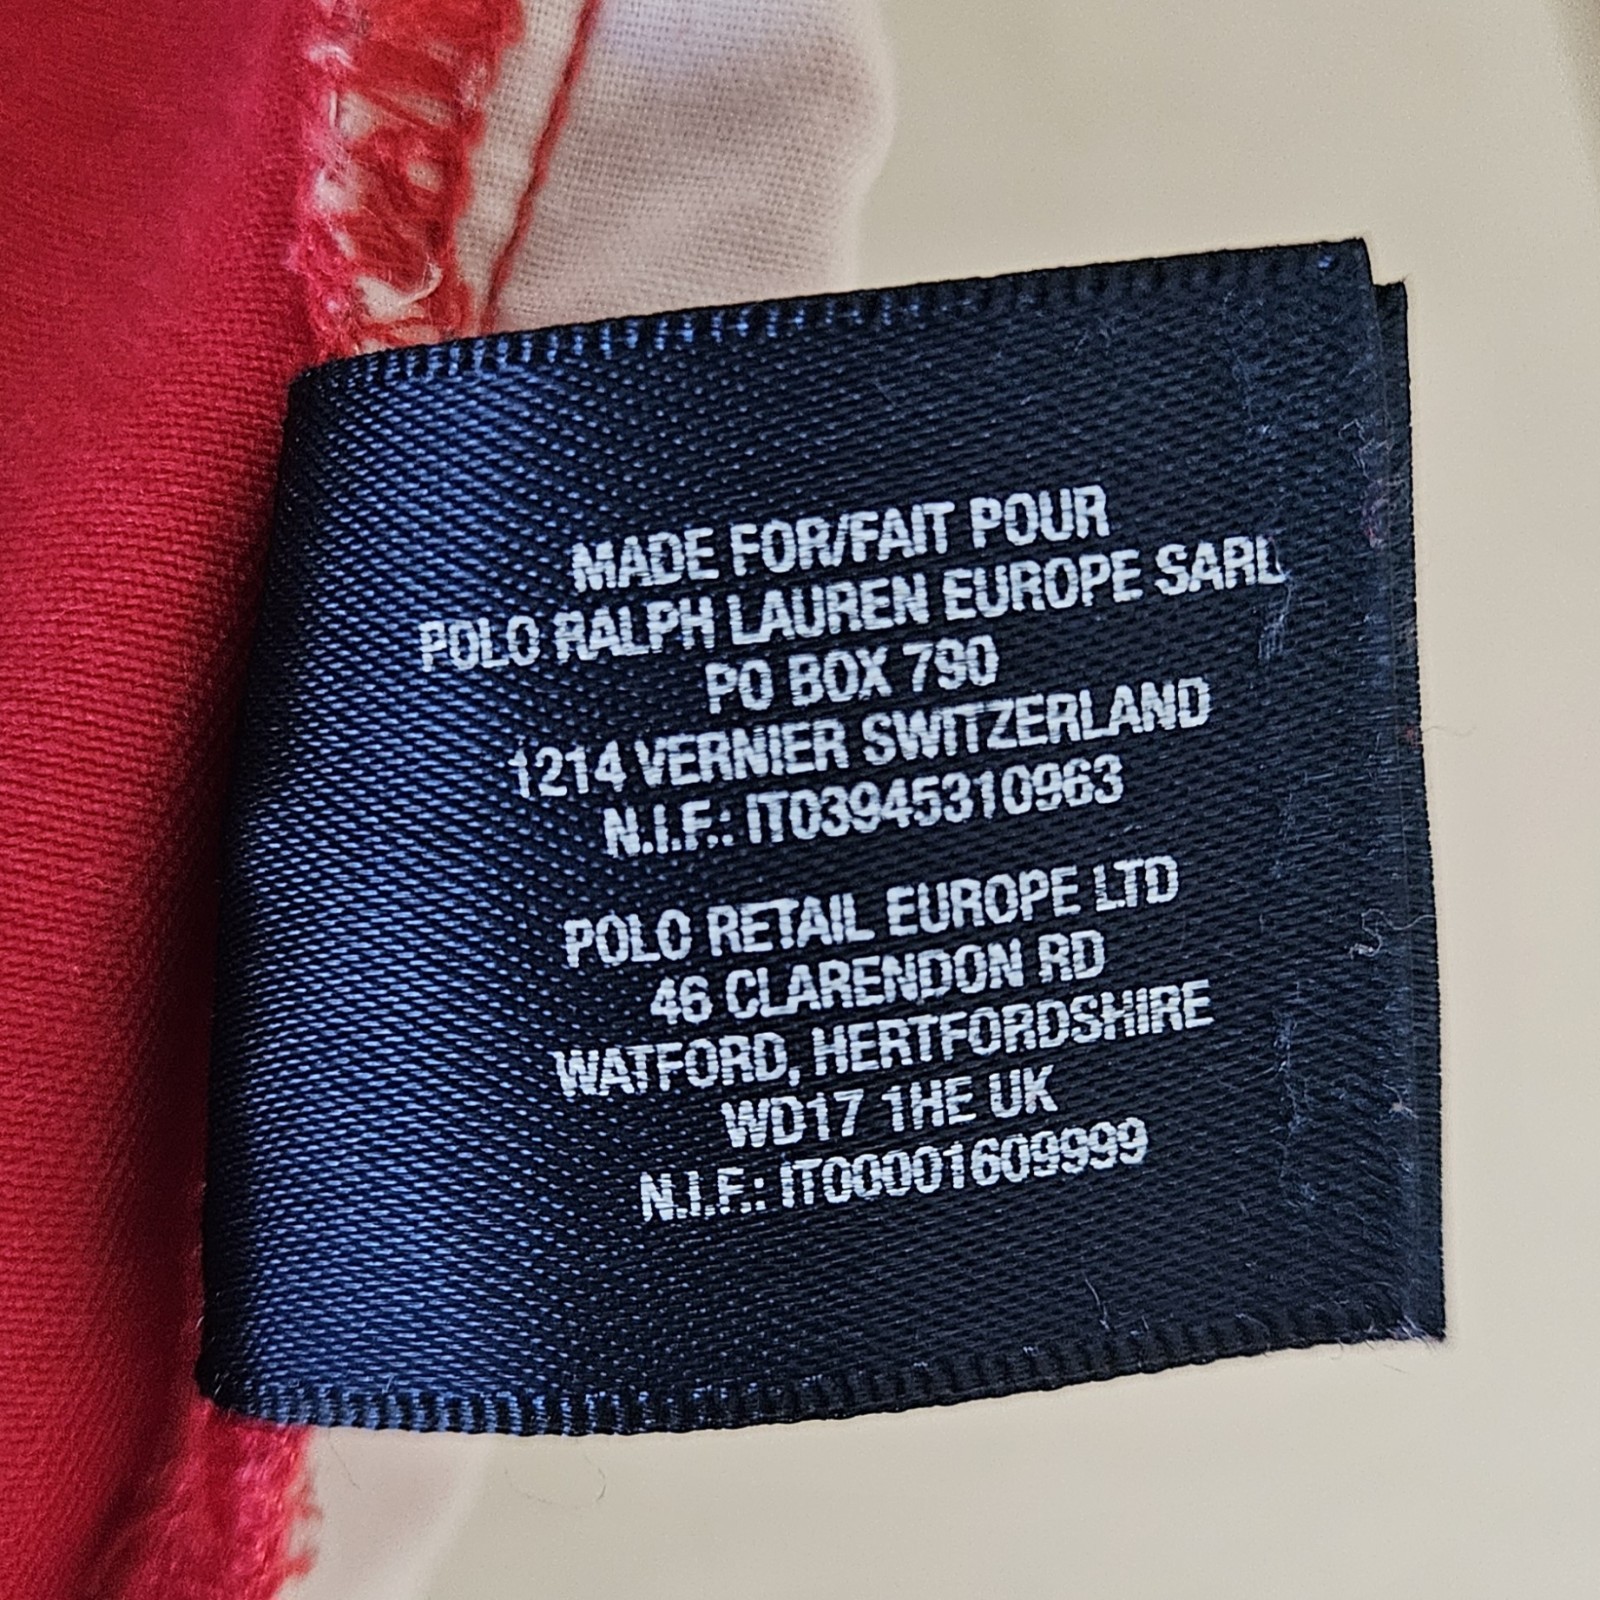 MADE FOR/FAIT POUR
POLO RALPH LAUREN EUROPE SARL
PO BOX 790
1214 VERNIER SWITZERLAND
N.I.F.: IT03945310963
POLO RETAIL EUROPE LTD
46 CLARENDON RD
WATFORD, HERTFORDSHIRE
WD17 1HE UK
N.I.F.: IT00001609999